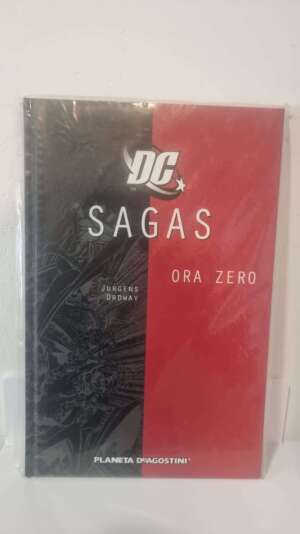 DC
SAGAS
ORA ZERO
JURGENS
ORDWAY
PLANETA DEAGOSTINI